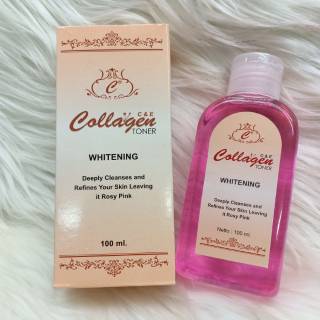 C
w/ C&E
Collagen
TONER
WHITENING
Deeply Cleanses and
Refines Your Skin Leaving
it Rosy Pink
100 ml.
C
w/ C&E
Collagen
TONER
WHITENING
Deeply Cleanses and
Refines Your Skin Leaving
it Rosy Pink
Netto : 100 ml